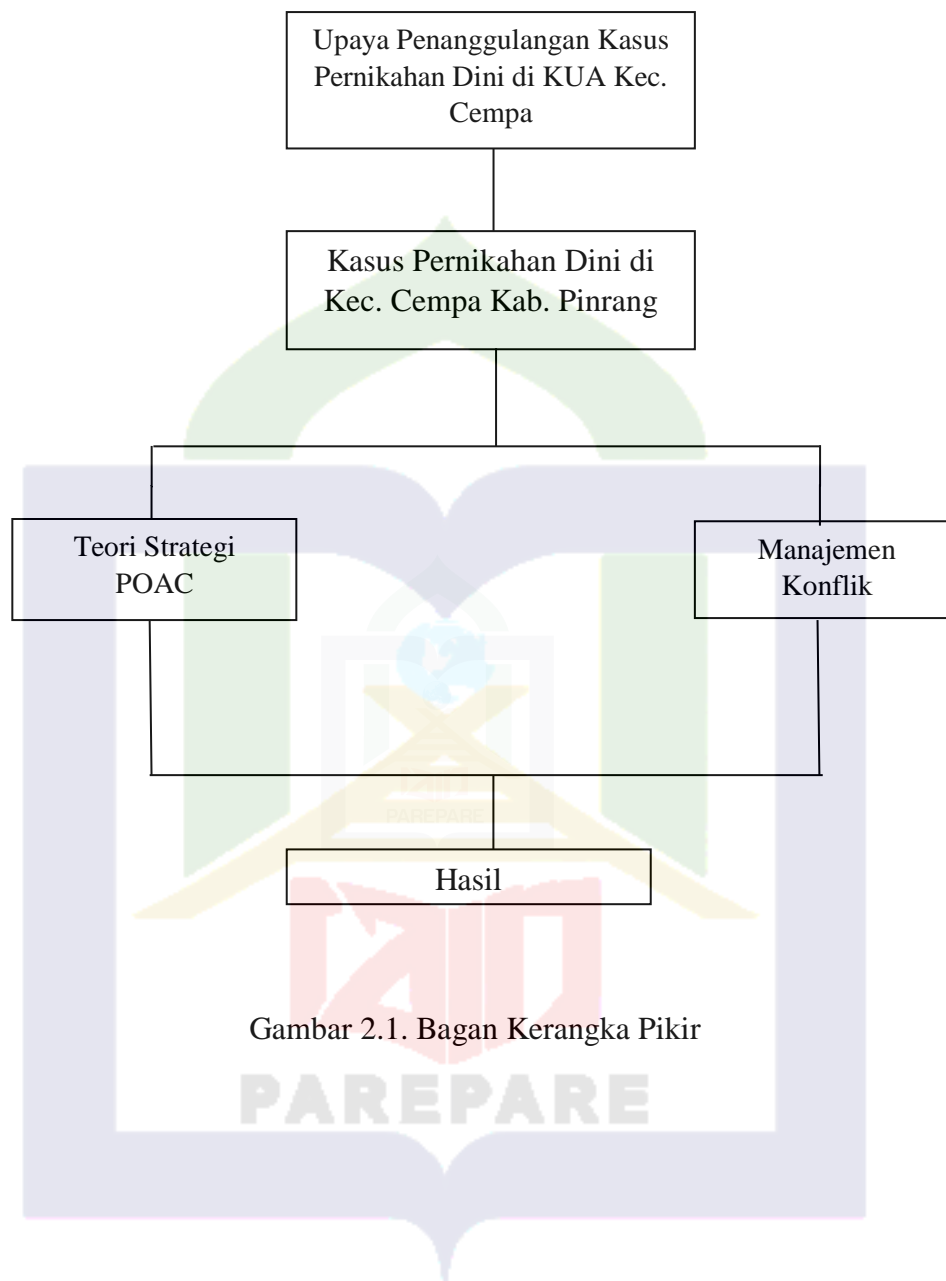 Upaya Penanggulangan Kasus
Pernikahan Dini di KUA Kec.
Cempa
Kasus Pernikahan Dini di
Kec. Cempa Kab. Pinrang
Teori Strategi
POAC
Manajemen
Konflik
PAREPARE
Hasil
Gambar 2.1. Bagan Kerangka Pikir
PAREPARE